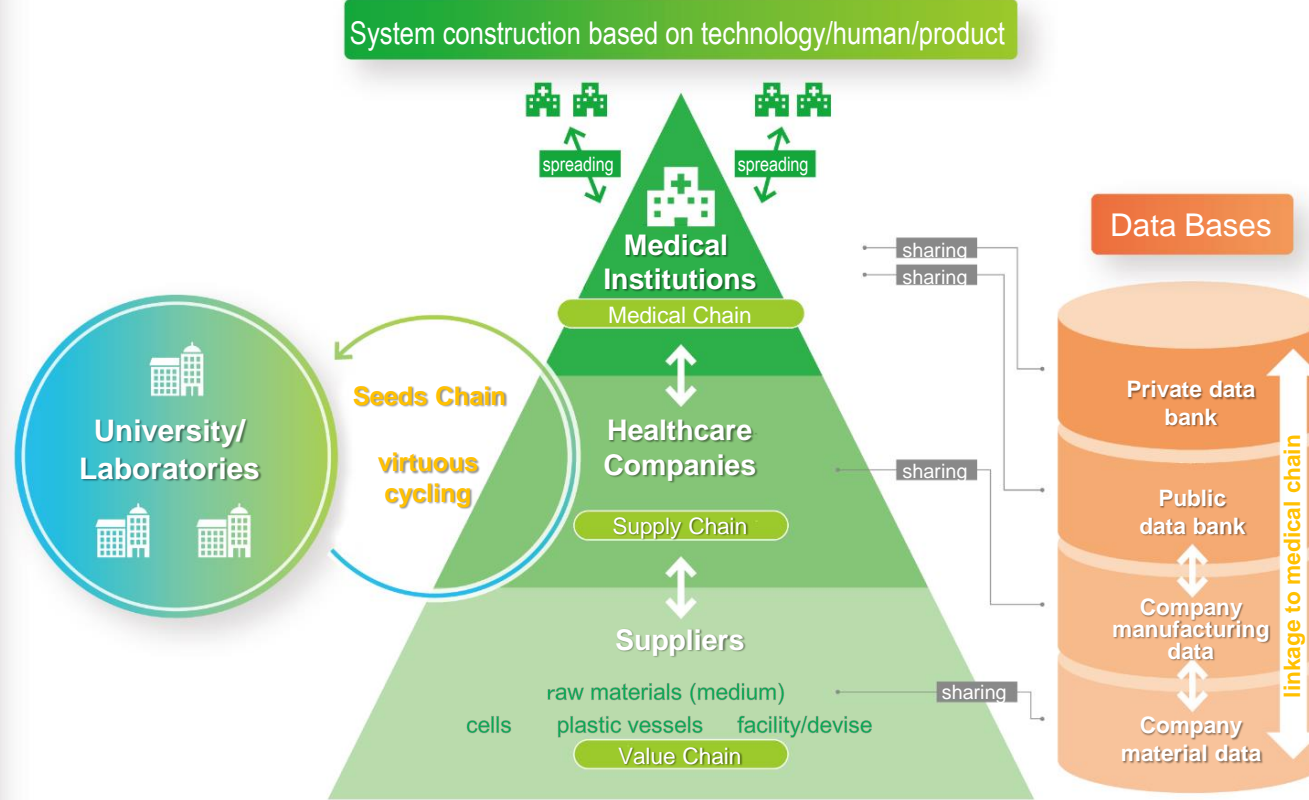 System construction based on technology/human/product
spreading
spreading
Medical
Institutions
Medical Chain
Healthcare
Companies
Supply Chain
Suppliers
raw materials (medium)
cells plastic vessels facility/devise
Value Chain
University/
Laboratories
Seeds Chain
virtuous
cycling
sharing
sharing
sharing
sharing
Data Bases
Private data
bank
Public
data bank
Company
manufacturing
data
Company
material data
linkage to medical chain